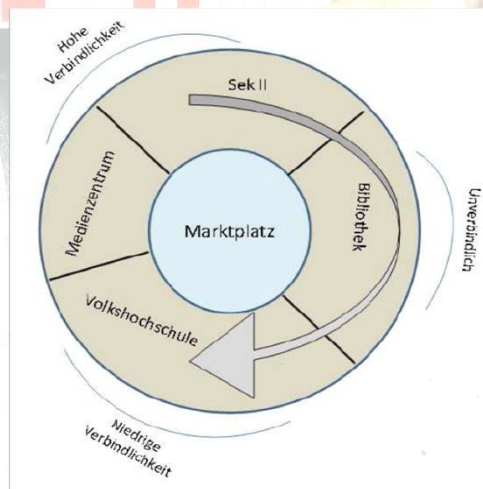 Hohe
Verbindlichkeit
Sek II
Medienzentrum
Marktplatz
Bibliothek
Unverbindlich
Volkshochschule
Niedrige
Verbindlichkeit